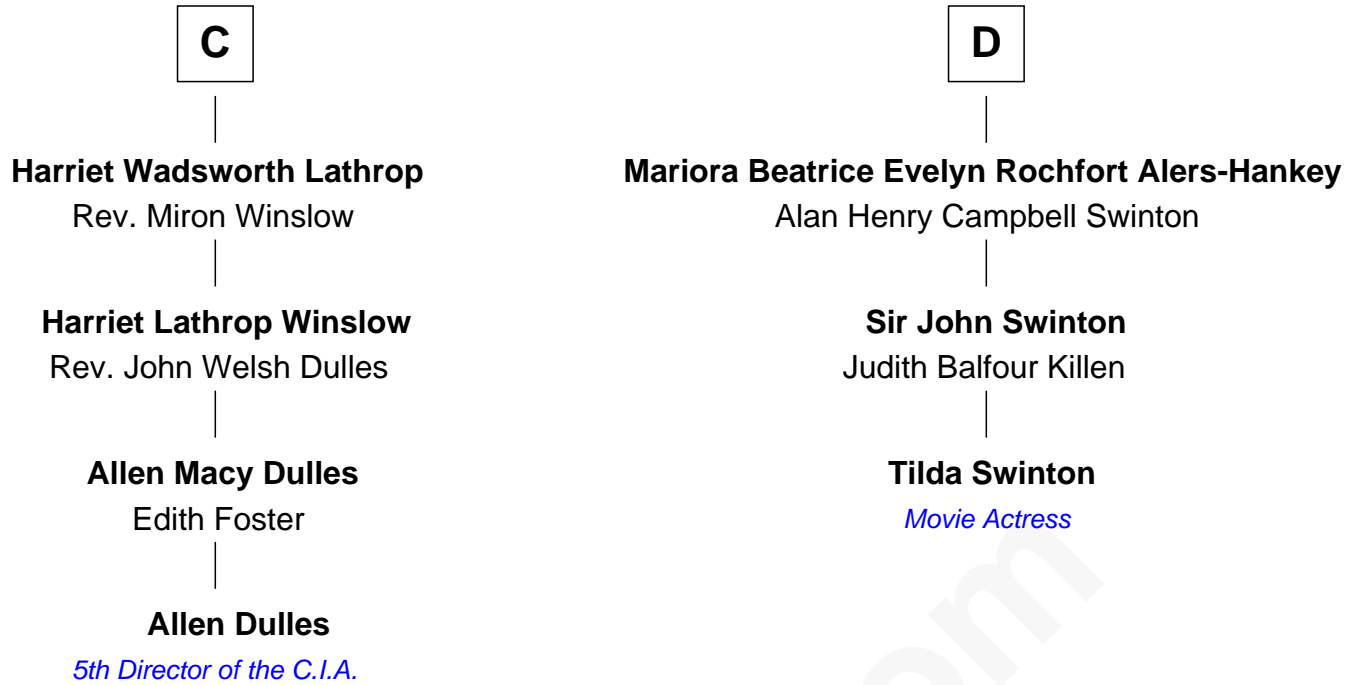 C
Harriet Wadsworth Lathrop
Rev. Miron Winslow
Harriet Lathrop Winslow
Rev. John Welsh Dulles
Allen Macy Dulles
Edith Foster
Allen Dulles
5th Director of the C.I.A.
D
Mariora Beatrice Evelyn Rochfort Alers-Hankey
Alan Henry Campbell Swinton
Sir John Swinton
Judith Balfour Killen
Tilda Swinton
Movie Actress
om